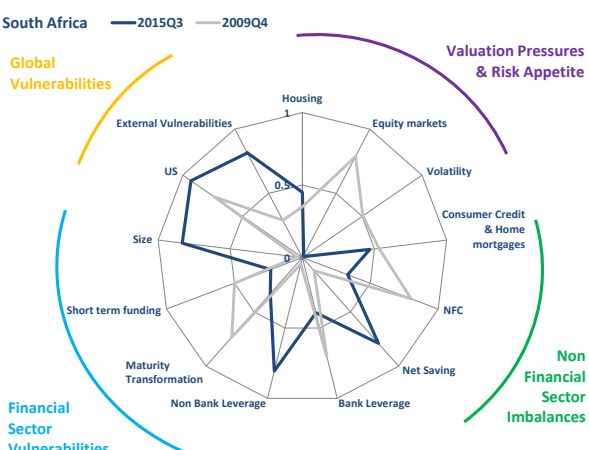 South Africa 2015Q3 2009Q4
Global
Vulnerabilities
Valuation Pressures
& Risk Appetite
Housing
1
External Vulnerabilities
Equity markets
US
Volatility
0.5
Consumer Credit
& Home
mortgages
Size
0
Short term funding
NFC
Maturity
Transformation
Net Saving
Non Bank Leverage
Bank Leverage
Non
Financial
Sector
Imbalances
Financial
Sector
Vulnerabilities